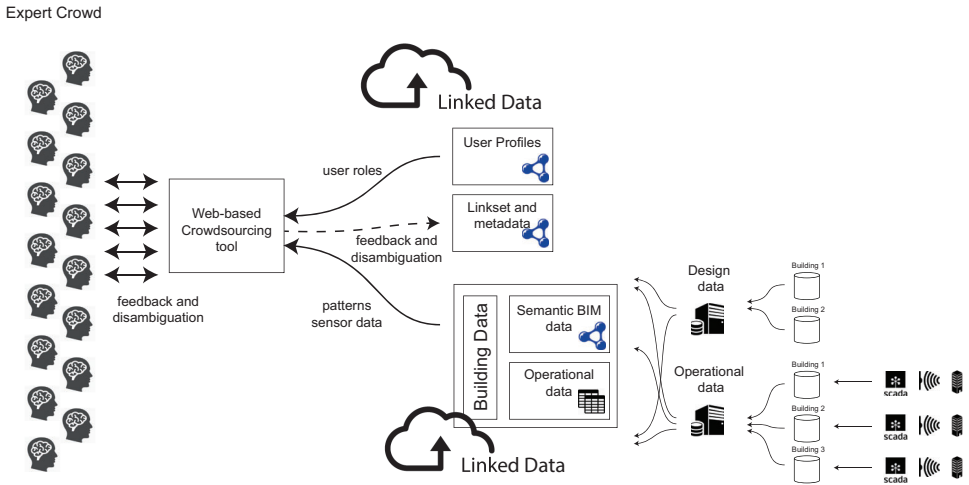 Expert Crowd
Linked Data
User Profiles
user roles
Web-based
Crowdsourcing
tool
Linkset and
metadata
feedback and
disambiguation
feedback and
disambiguation
patterns
sensor data
Building Data
Semantic BIM
data
Operational
data
Linked Data
Design
data
Building 1
Building 2
Operational
data
Building 1
scada
Building 2
scada
Building 3
scada